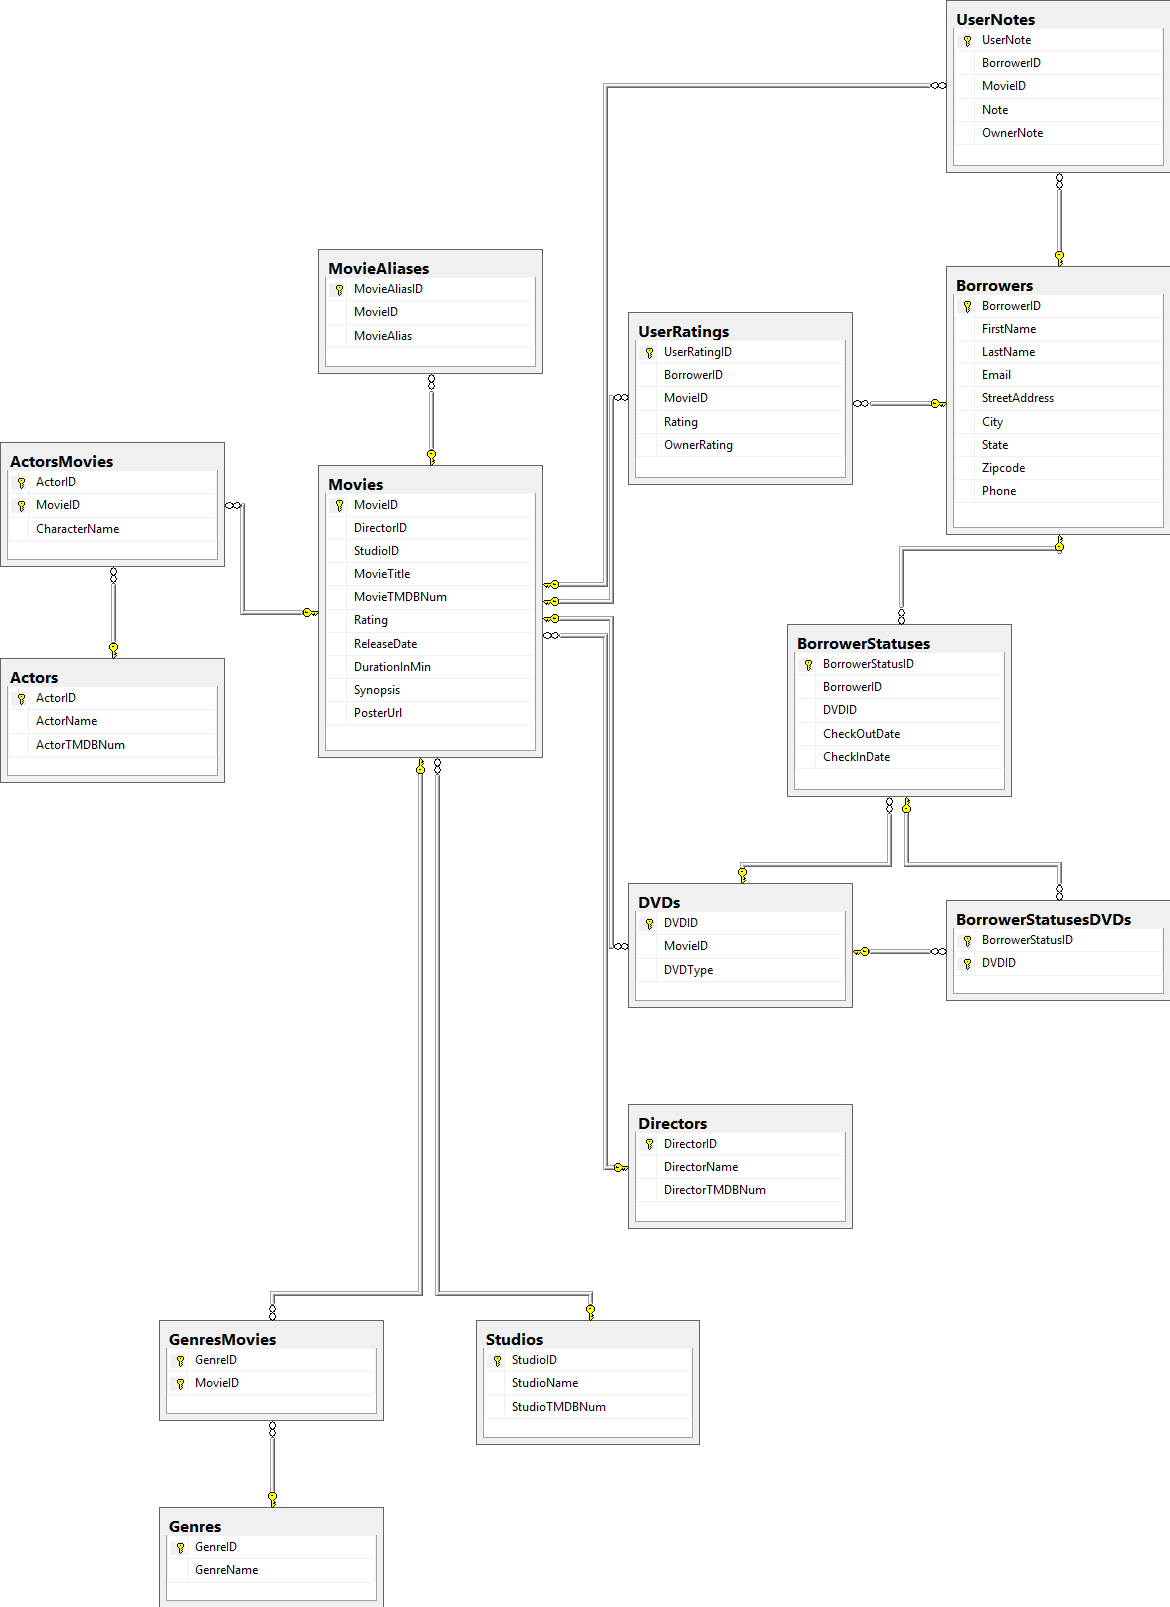 UserNotes
UserNote
BorrowerID
MovieID
Note
OwnerNote
MovieAliases
MovieAliasID
MovieID
MovieAlias
Borrowers
BorrowerID
FirstName
LastName
Email
StreetAddress
City
State
Zipcode
Phone
UserRatings
UserRatingID
BorrowerID
MovieID
Rating
OwnerRating
ActorsMovies
ActorID
MovieID
CharacterName
Movies
MovieID
DirectorID
StudioID
MovieTitle
MovieTMDBNum
Rating
ReleaseDate
DurationInMin
Synopsis
PosterUrl
Actors
ActorID
ActorName
ActorTMDBNum
BorrowerStatuses
BorrowerStatusID
BorrowerID
DVDID
CheckOutDate
CheckInDate
DVDs
DVDID
MovieID
DVDType
BorrowerStatusesDVDs
BorrowerStatusID
DVDID
Directors
DirectorID
DirectorName
DirectorTMDBNum
GenresMovies
GenreID
MovieID
Studios
StudioID
StudioName
StudioTMDBNum
Genres
GenreID
GenreName